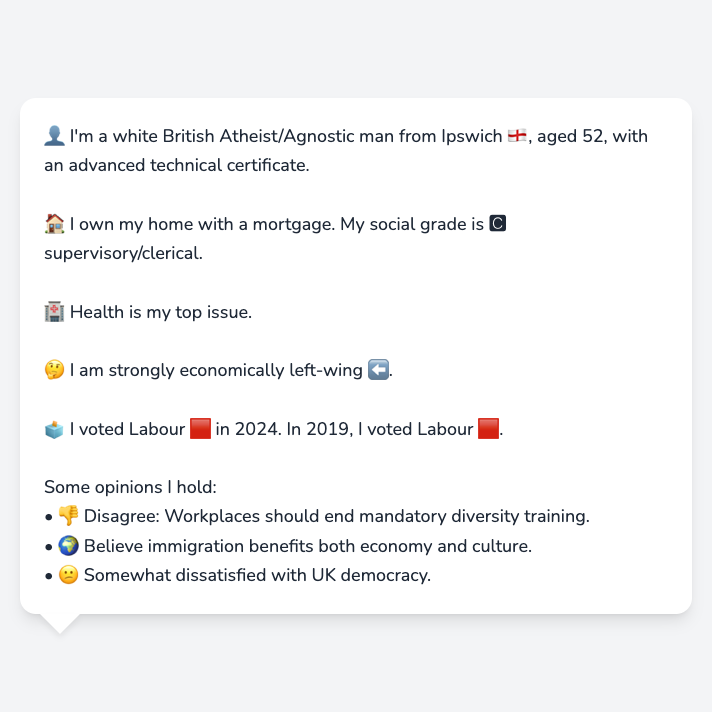 👤 I'm a white British Atheist/Agnostic man from Ipswich 🏴󠁧󠁢󠁥󠁮󠁧󠁿, aged 52, with
an advanced technical certificate.
🏠 I own my home with a mortgage. My social grade is 🅲
supervisory/clerical.
🏥 Health is my top issue.
🤔 I am strongly economically left-wing ⬅️.
🗳️ I voted Labour 🟥 in 2024. In 2019, I voted Labour 🟥.
Some opinions I hold:
• 👎 Disagree: Workplaces should end mandatory diversity training.
• 🌍 Believe immigration benefits both economy and culture.
• 😕 Somewhat dissatisfied with UK democracy.